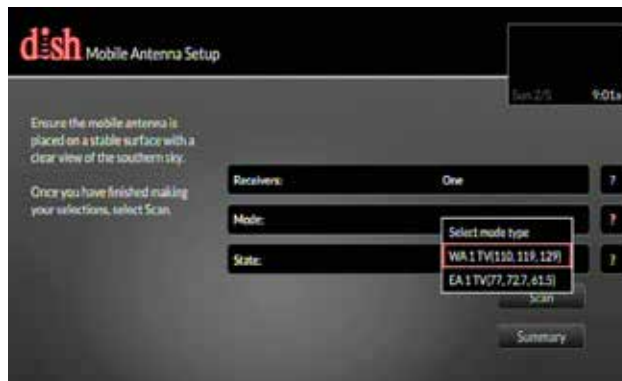 dish Mobile Antenna Setup
Sun 2/5 9:01a
Ensure the mobile antenna is
placed on a stable surface with a
clear view of the southern sky.
Once you have finished making
your selections, select Scan.
Receivers: One ?
Mode: ?
Select mode type
State: ?
WA 1 TV(110, 119, 129)
EA 1 TV(77, 72.7, 61.5)
Scan
Summary